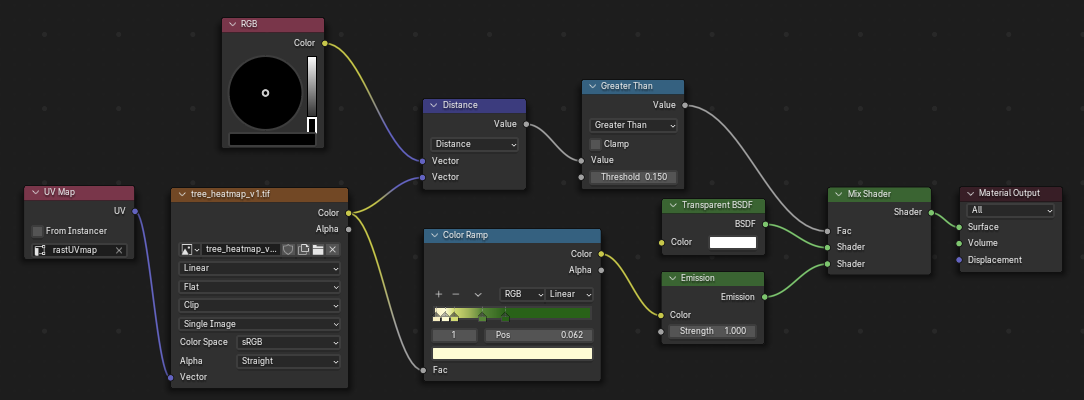 RGB
Color
UV Map
UV
From Instancer
rastUVmap
tree_heatmap_v1.tif
Color
Alpha
tree_heatmap_v...
Linear
Flat
Clip
Single Image
Color Space sRGB
Alpha Straight
Vector
Distance
Value
Distance
Vector
Vector
Color Ramp
Color
Alpha
RGB Linear
1 Pos 0.062
Fac
Greater Than
Value
Greater Than
Clamp
Value
Threshold 0.150
Transparent BSDF
BSDF
Color
Emission
Emission
Color
Strength 1.000
Mix Shader
Shader
Fac
Shader
Shader
Material Output
All
Surface
Volume
Displacement